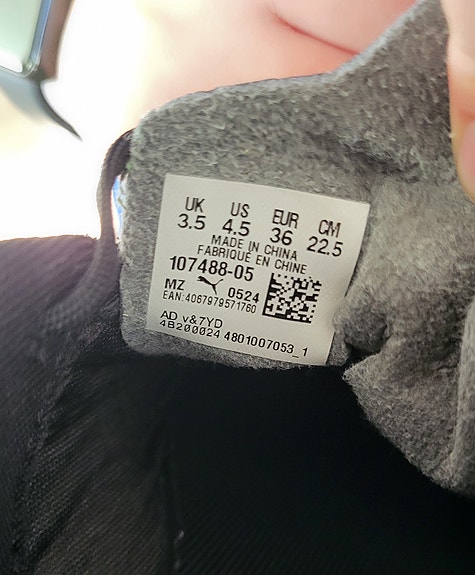 UK US EUR CM
3.5 4.5 36 22.5
MADE IN CHINA
FABRIQUÉ EN CHINE
107488-05
MZ 0524
EAN:4067979571760
AD v&7YD
4B200024 4801007053_1